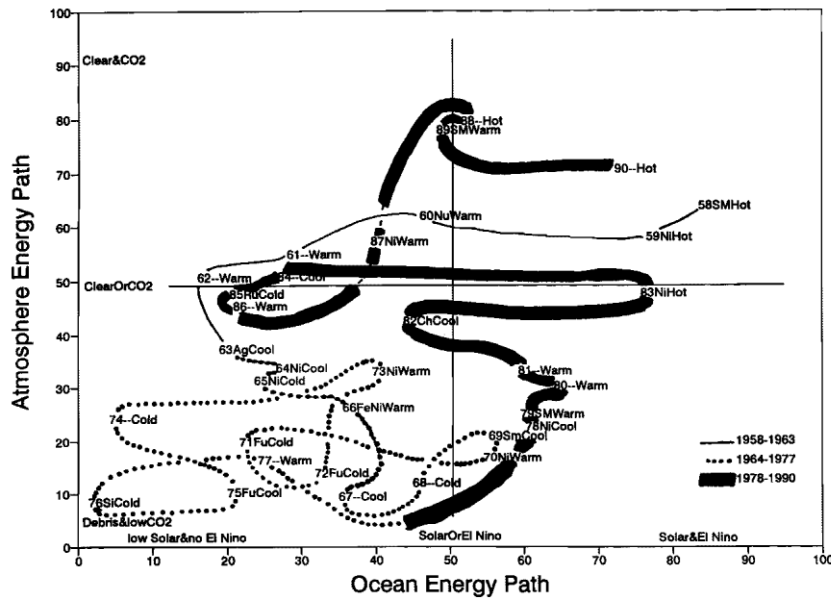 100
90
80
70
60
50
40
30
20
10
0
Atmosphere Energy Path
Clear&CO2
88--Hot
89SMWarm
90--Hot
58SMHot
60NuWarm
59NiHot
87NiWarm
61--Warm
62--Warm
84--Cool
ClearOrCO2
83NiHot
85RuCold
86--Warm
82ChCool
63AgCool
64NiCool
73NiWarm
81--Warm
65NiCold
80--Warm
66FeNiWarm
74--Cold
79SMWarm
78NiCool
69SmCool
71FuCold
1958-1963
77--Warm
70NiWarm
1964-1977
72FuCold
68--Cold
1978-1990
75FuCool
67--Cool
76SiCold
Debris&lowCO2
low Solar&no El Nino
SolarOrEl Nino
Solar&El Nino
0 10 20 30 40 50 60 70 80 90 100
Ocean Energy Path